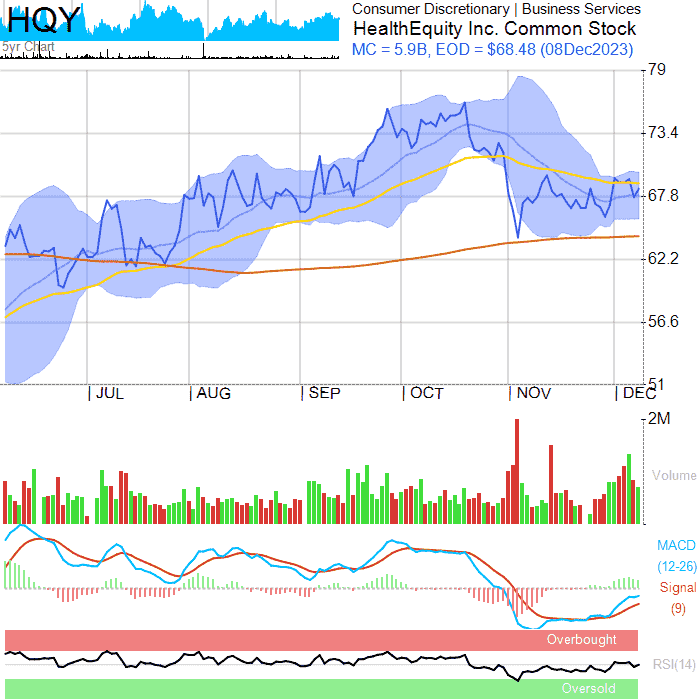 HQY
5yr Chart
Consumer Discretionary | Business Services
HealthEquity Inc. Common Stock
MC = 5.9B, EOD = $68.48 (08Dec2023)
79
73.4
67.8
62.2
56.6
51
JUL AUG SEP OCT NOV DEC
2M
Volume
MACD
(12-26)
Signal
(9)
Overbought
RSI(14)
Oversold